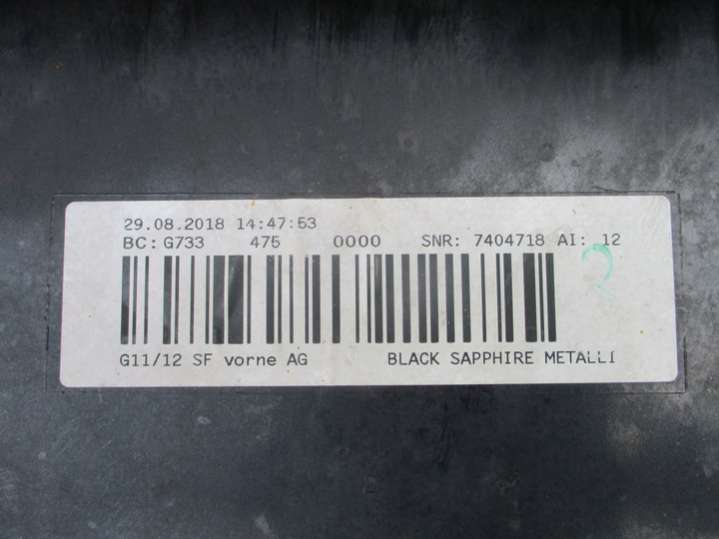 29.08.2018 14:47:53
BC: G733 475 0000 SNR: 7404718 AI: 12
G11/12 SF vorne AG BLACK SAPPHIRE METALLI